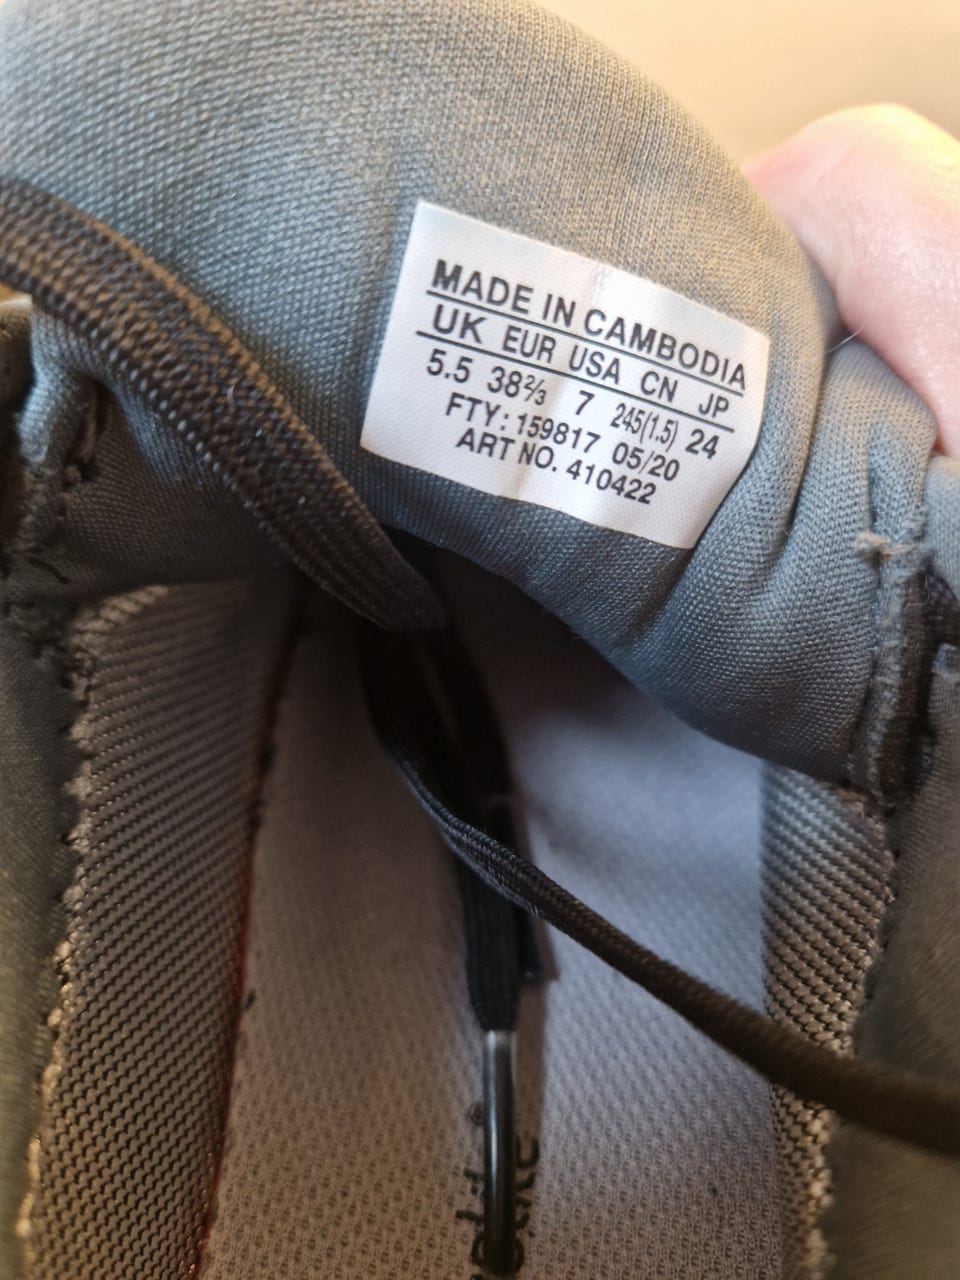 MADE IN CAMBODIA
UK EUR USA CN JP
5.5 38⅔ 7 245(1.5) 24
FTY: 159817 05/20
ART NO. 410422